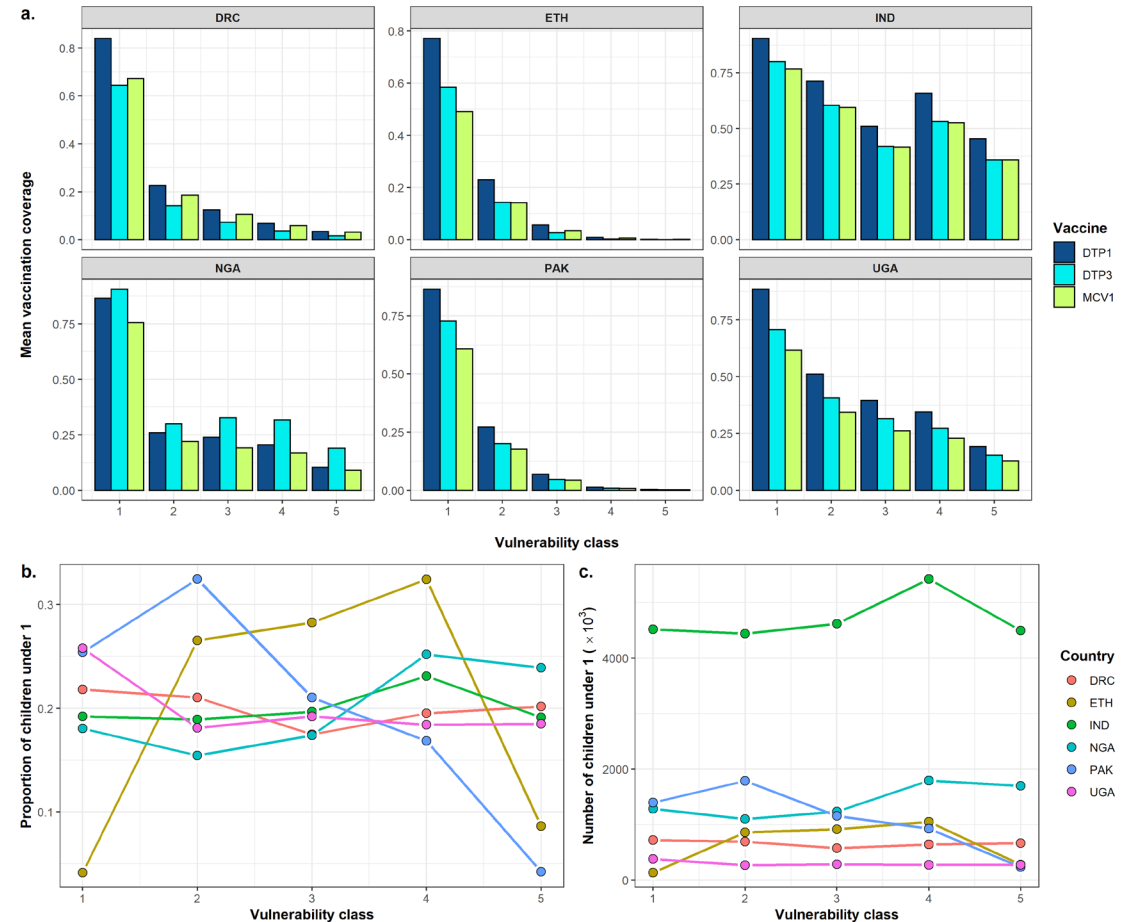 a.
DRC
ETH
IND
0.8
0.6
0.4
0.2
0.0
0.8
0.6
0.4
0.2
0.0
0.75
0.50
0.25
0.00
Mean vaccination coverage
NGA
PAK
UGA
0.75
0.50
0.25
0.00
0.75
0.50
0.25
0.00
0.75
0.50
0.25
0.00
1 2 3 4 5
1 2 3 4 5
1 2 3 4 5
Vulnerability class
Vaccine
DTP1
DTP3
MCV1
b.
Proportion of children under 1
0.3
0.2
0.1
1 2 3 4 5
Vulnerability class
c.
Number of children under 1 ( × 10³)
4000
2000
0
1 2 3 4 5
Vulnerability class
Country
DRC
ETH
IND
NGA
PAK
UGA